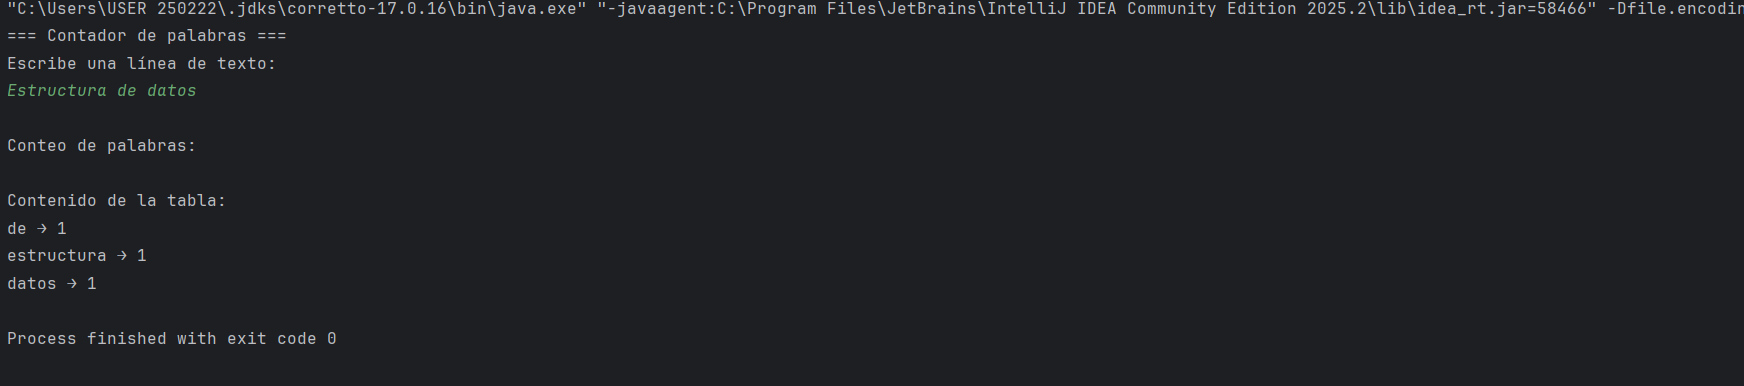 "C:\Users\USER 250222\.jdks\corretto-17.0.16\bin\java.exe" "-javaagent:C:\Program Files\JetBrains\IntelliJ IDEA Community Edition 2025.2\lib\idea_rt.jar=58466" -Dfile.encodin
=== Contador de palabras ===
Escribe una línea de texto:
Estructura de datos
Conteo de palabras:
Contenido de la tabla:
de → 1
estructura → 1
datos → 1
Process finished with exit code 0